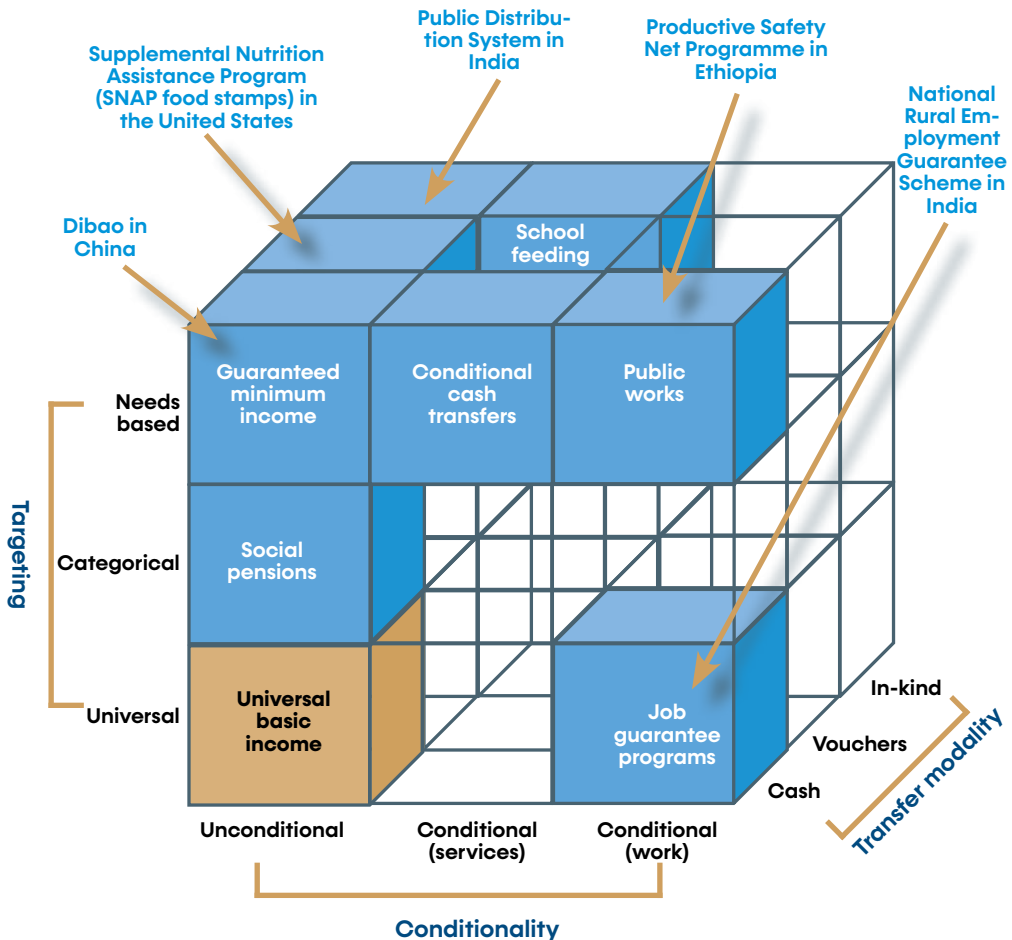 Public Distribu-
tion System in
India
Productive Safety
Net Programme in
Ethiopia
Supplemental Nutrition
Assistance Program
(SNAP food stamps) in
the United States
National
Rural Em-
ployment
Guarantee
Scheme in
India
Dibao in
China
School
feeding
Guaranteed
minimum
income
Conditional
cash
transfers
Public
works
Needs
based
Targeting
Categorical
Social
pensions
Universal
Universal
basic
income
Job
guarantee
programs
In-kind
Vouchers
Cash
Transfer modality
Unconditional
Conditional
(services)
Conditional
(work)
Conditionality